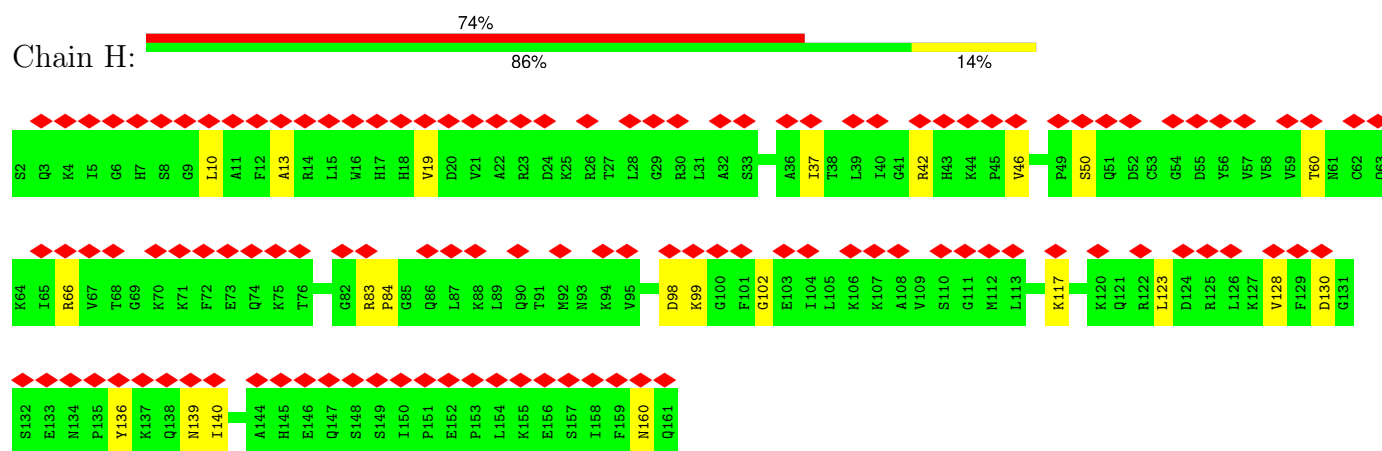 74%
Chain H:
86% 14%
S2 Q3 K4 I5 G6 H7 S8 G9 L10 A11 F12 A13 R14 L15 W16 H17 H18 V19 D20 V21 A22 R23 D24 K25 R26 T27 L28 G29 R30 L31 A32 S33 A36 I37 T38 L39 I40 G41 R42 H43 K44 P45 V46 P49 S50 Q51 D52 C53 G54 D55 Y56 V57 V58 V59 T60 N61 C62 Q63
K64 I65 R66 V67 T68 G69 K70 K71 F72 E73 Q74 K75 T76 G82 R83 P84 G85 Q86 L87 K88 L89 Q90 T91 M92 N93 K94 V95 D98 K99 G100 F101 G102 E103 I104 L105 K106 K107 A108 V109 S110 G111 M112 L113 K117 K120 Q121 R122 L123 D124 R125 L126 K127 V128 F129 D130 G131
S132 E133 N134 P135 Y136 K137 Q138 N139 I140 A144 H145 E146 Q147 S148 S149 I150 P151 E152 P153 L154 K155 E156 S157 I158 F159 N160 Q161